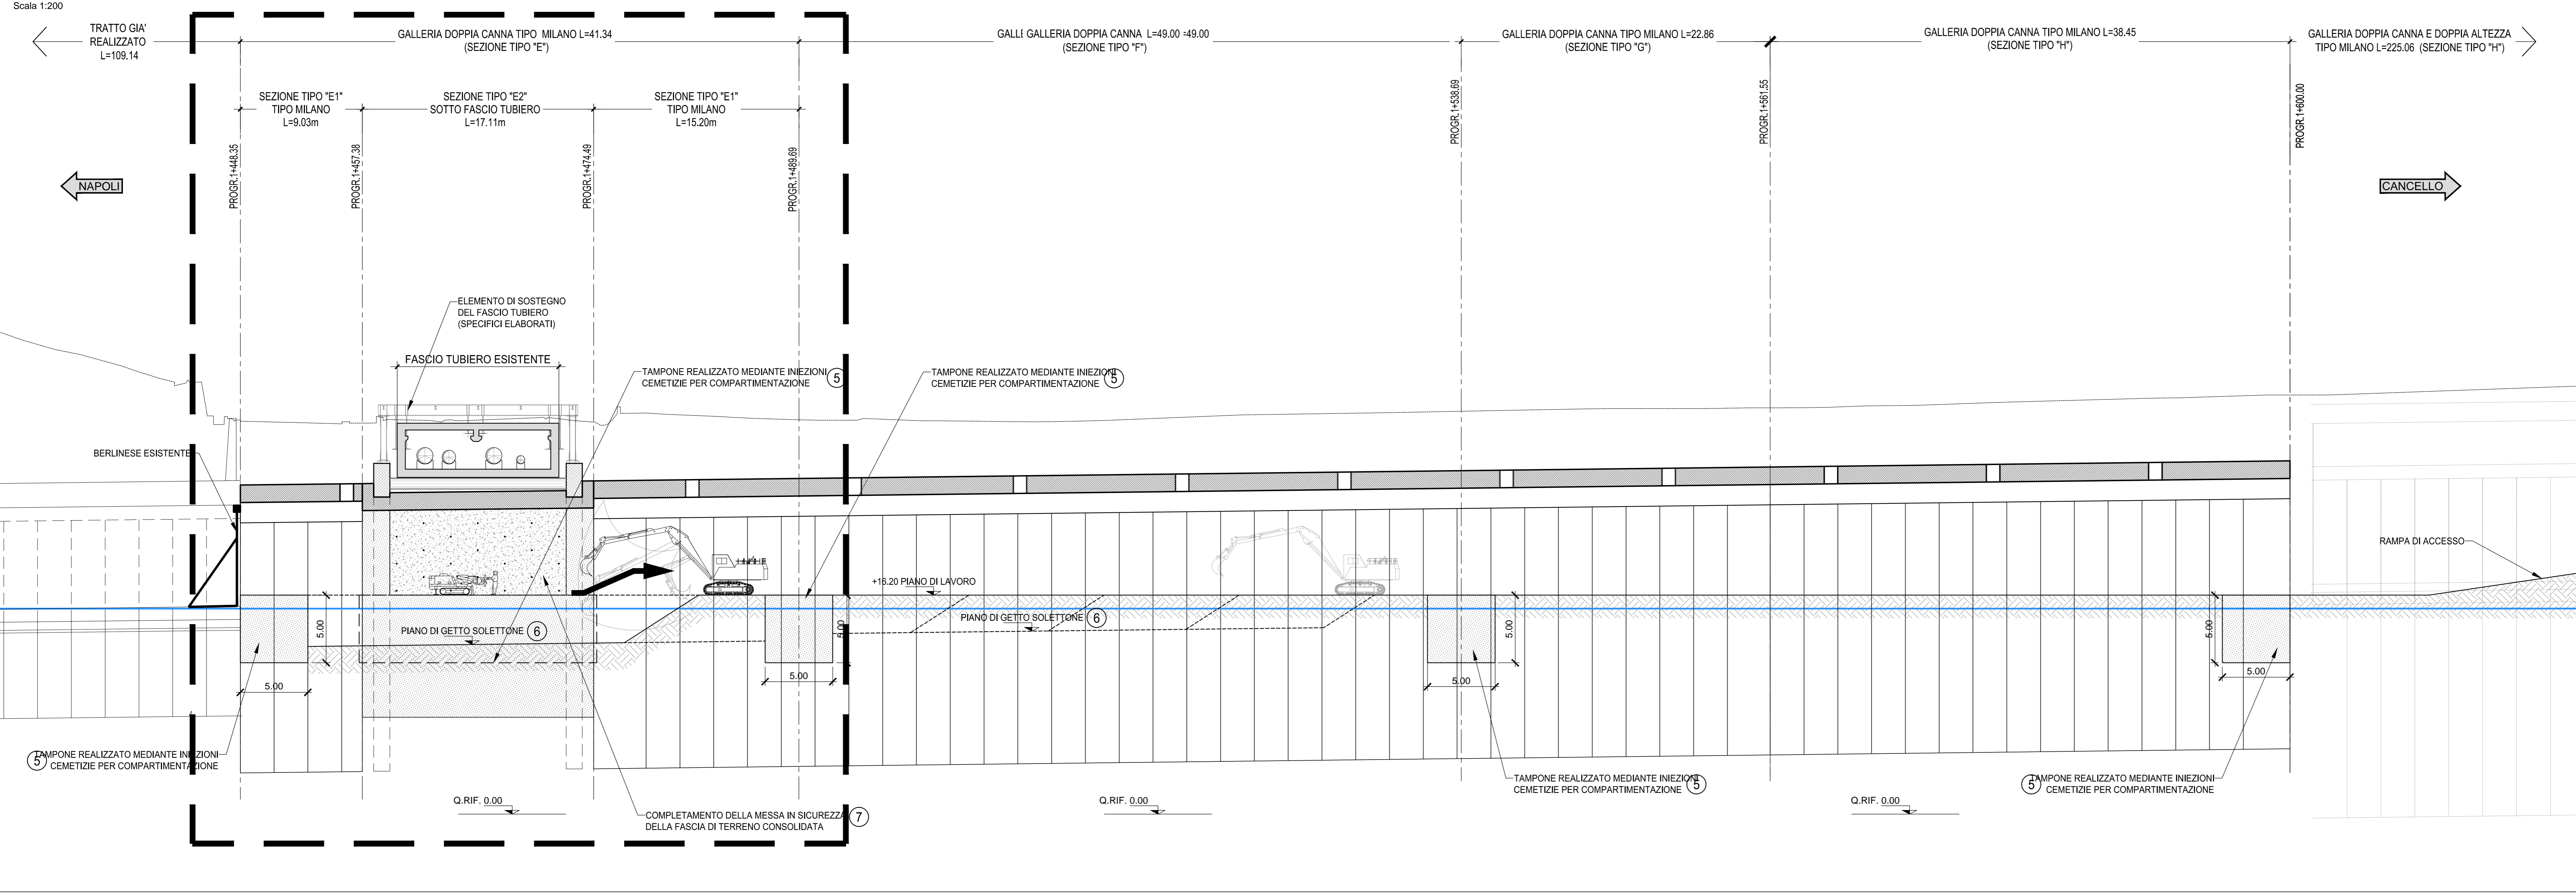 Scala 1:200
TRATTO GIA'
REALIZZATO
L=109.14
GALLERIA DOPPIA CANNA TIPO MILANO L=41.34
(SEZIONE TIPO "E")
GALLI GALLERIA DOPPIA CANNA L=49.00 =49.00
(SEZIONE TIPO "F")
GALLERIA DOPPIA CANNA TIPO MILANO L=22.86
(SEZIONE TIPO "G")
GALLERIA DOPPIA CANNA TIPO MILANO L=38.45
(SEZIONE TIPO "H")
GALLERIA DOPPIA CANNA E DOPPIA ALTEZZA
TIPO MILANO L=225.06 (SEZIONE TIPO "H")
SEZIONE TIPO "E1"
TIPO MILANO
L=9.03m
SEZIONE TIPO "E2"
SOTTO FASCIO TUBIERO
L=17.11m
SEZIONE TIPO "E1"
TIPO MILANO
L=15.20m
PROGR.1+448.35
PROGR.1+457.38
PROGR.1+474.49
PROGR.1+489.69
PROGR.1+538.69
PROGR.1+561.55
PROGR.1+600.00
NAPOLI
CANCELLO
ELEMENTO DI SOSTEGNO
DEL FASCIO TUBIERO
(SPECIFICI ELABORATI)
FASCIO TUBIERO ESISTENTE
TAMPONE REALIZZATO MEDIANTE INIEZIONI
CEMETIZIE PER COMPARTIMENTAZIONE 5
TAMPONE REALIZZATO MEDIANTE INIEZIONI
CEMETIZIE PER COMPARTIMENTAZIONE 5
BERLINESE ESISTENTE
RAMPA DI ACCESSO
+16.20 PIANO DI LAVORO
PIANO DI GETTO SOLETTONE 6
PIANO DI GETTO SOLETTONE 6
5.00
5.00
5.00
5.00
5.00
5.00
5.00
5.00
5 TAMPONE REALIZZATO MEDIANTE INIEZIONI
CEMETIZIE PER COMPARTIMENTAZIONE
TAMPONE REALIZZATO MEDIANTE INIEZIONI
CEMETIZIE PER COMPARTIMENTAZIONE 5
5 TAMPONE REALIZZATO MEDIANTE INIEZIONI
CEMETIZIE PER COMPARTIMENTAZIONE
Q.RIF. 0.00
Q.RIF. 0.00
Q.RIF. 0.00
COMPLETAMENTO DELLA MESSA IN SICUREZZA 7
DELLA FASCIA DI TERRENO CONSOLIDATA